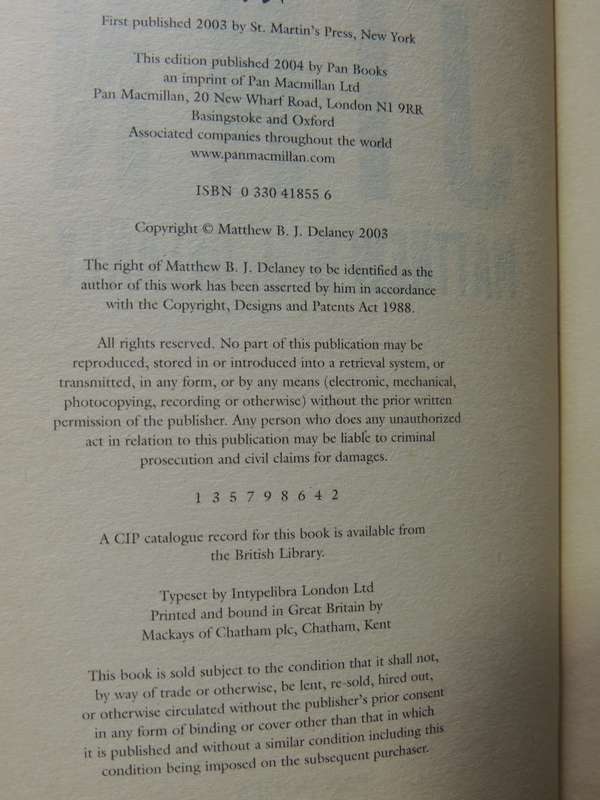 First published 2003 by St. Martin's Press, New York
This edition published 2004 by Pan Books
an imprint of Pan Macmillan Ltd
Pan Macmillan, 20 New Wharf Road, London N1 9RR
Basingstoke and Oxford
Associated companies throughout the world
www.panmacmillan.com
ISBN 0 330 41855 6
Copyright © Matthew B. J. Delaney 2003
The right of Matthew B. J. Delaney to be identified as the
author of this work has been asserted by him in accordance
with the Copyright, Designs and Patents Act 1988.
All rights reserved. No part of this publication may be
reproduced, stored in or introduced into a retrieval system, or
transmitted, in any form, or by any means (electronic, mechanical,
photocopying, recording or otherwise) without the prior written
permission of the publisher. Any person who does any unauthorized
act in relation to this publication may be liable to criminal
prosecution and civil claims for damages.
1 3 5 7 9 8 6 4 2
A CIP catalogue record for this book is available from
the British Library.
Typeset by Intypelibra London Ltd
Printed and bound in Great Britain by
Mackays of Chatham plc, Chatham, Kent
This book is sold subject to the condition that it shall not,
by way of trade or otherwise, be lent, re-sold, hired out,
or otherwise circulated without the publisher's prior consent
in any form of binding or cover other than that in which
it is published and without a similar condition including this
condition being imposed on the subsequent purchaser.